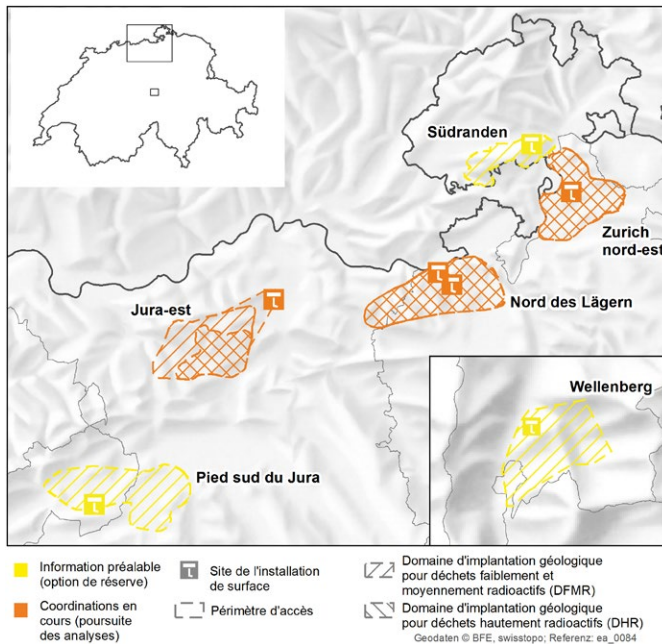 Südranden
Zurich
nord-est
Jura-est
Nord des Lägern
Wellenberg
Pied sud du Jura
Information préalable
(option de réserve)
Coordinations en
cours (poursuite
des analyses)
Site de l'installation
de surface
Périmètre d'accès
Domaine d'implantation géologique
pour déchets faiblement et
moyennement radioactifs (DFMR)
Domaine d'implantation géologique
pour déchets hautement radioactifs (DHR)
Geodaten © BFE, swisstopo; Referenz: ea_0084